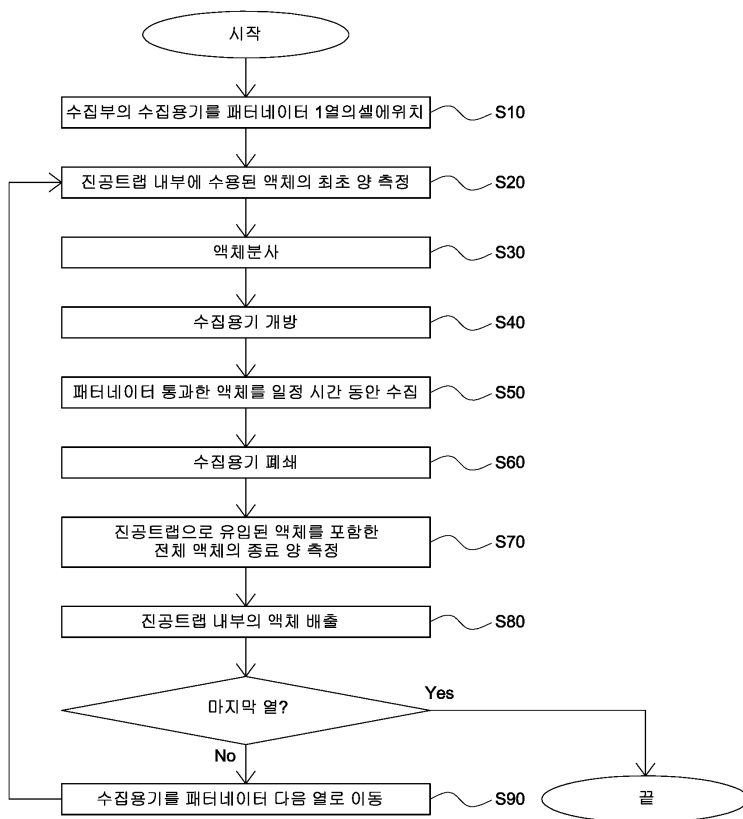 시작
수집부의 수집용기를 패터네이터 1열의셀에위치
S10
진공트랩 내부에 수용된 액체의 최초 양 측정
S20
액체분사
S30
수집용기 개방
S40
패터네이터 통과한 액체를 일정 시간 동안 수집
S50
수집용기 폐쇄
S60
진공트랩으로 유입된 액체를 포함한
전체 액체의 종료 양 측정
S70
진공트랩 내부의 액체 배출
S80
마지막 열?
Yes
No
수집용기를 패터네이터 다음 열로 이동
S90
끝